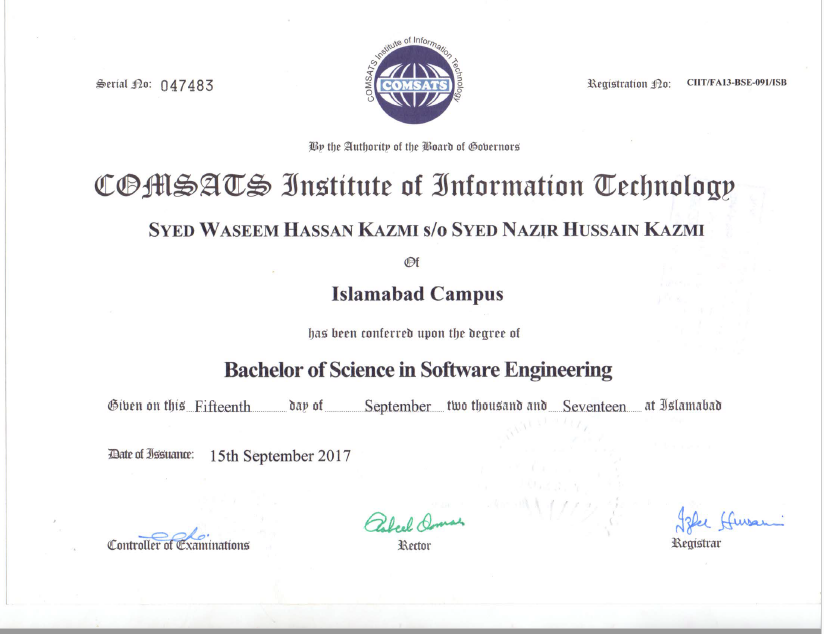 COMSATS Institute of Information Technology
COMSATS
Serial No: 047483
Registration No: CIIT/FA13-BSE-091/ISB
By the Authority of the Board of Governors
COMSATS Institute of Information Technology
SYED WASEEM HASSAN KAZMI s/o SYED NAZIR HUSSAIN KAZMI
Of
Islamabad Campus
has been conferred upon the degree of
Bachelor of Science in Software Engineering
Given on this Fifteenth day of September two thousand and Seventeen at Islamabad
Date of Issuance: 15th September 2017
Controller of Examinations
Rector
Registrar